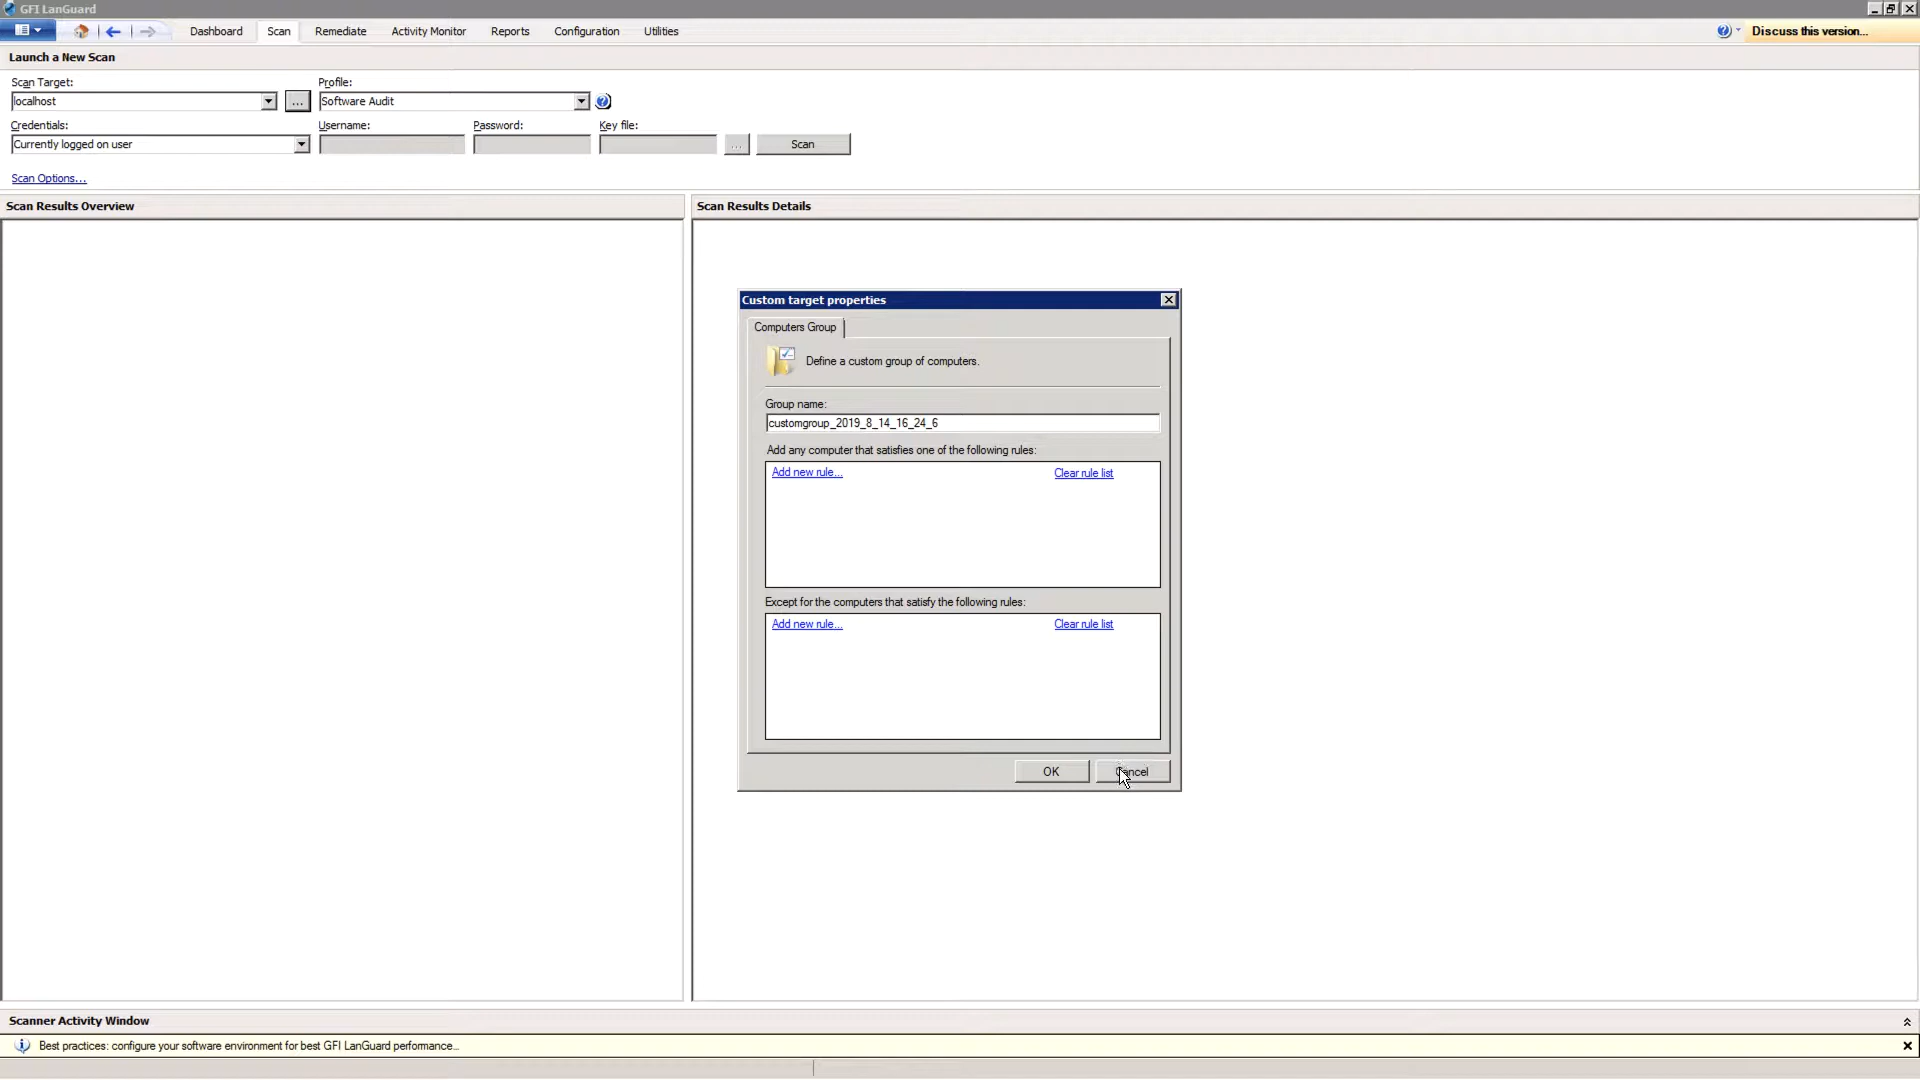 GFI LanGuard
Dashboard Scan Remediate Activity Monitor Reports Configuration Utilities Discuss this version...
Launch a New Scan
Scan Target: Profile:
localhost ... Software Audit
Credentials: Username: Password: Key file:
Currently logged on user ... Scan
Scan Options...
Scan Results Overview Scan Results Details
Custom target properties
Computers Group
Define a custom group of computers.
Group name:
customgroup_2019_8_14_16_24_6
Add any computer that satisfies one of the following rules:
Add new rule... Clear rule list
Except for the computers that satisfy the following rules:
Add new rule... Clear rule list
OK Cancel
Scanner Activity Window
Best practices: configure your software environment for best GFI LanGuard performance...